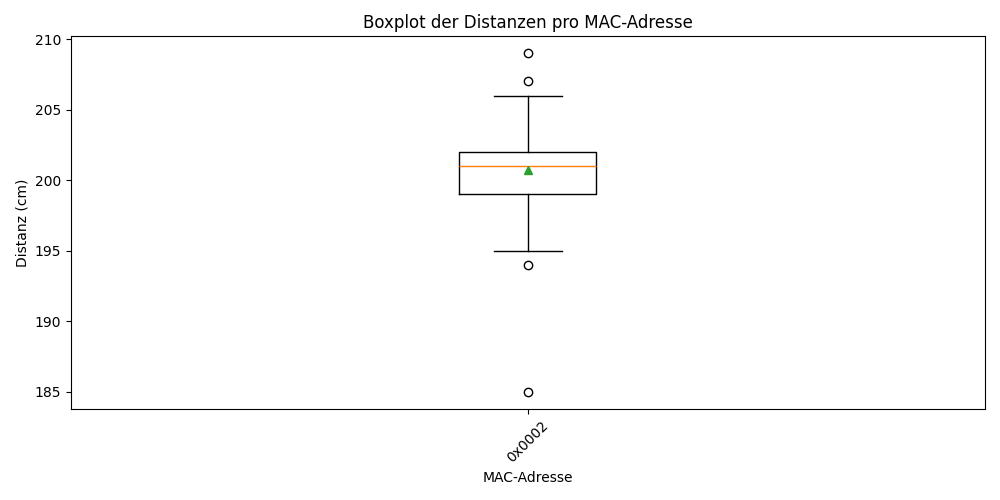 Boxplot der Distanzen pro MAC-Adresse
210
205
200
195
190
185
Distanz (cm)
0x0002
MAC-Adresse